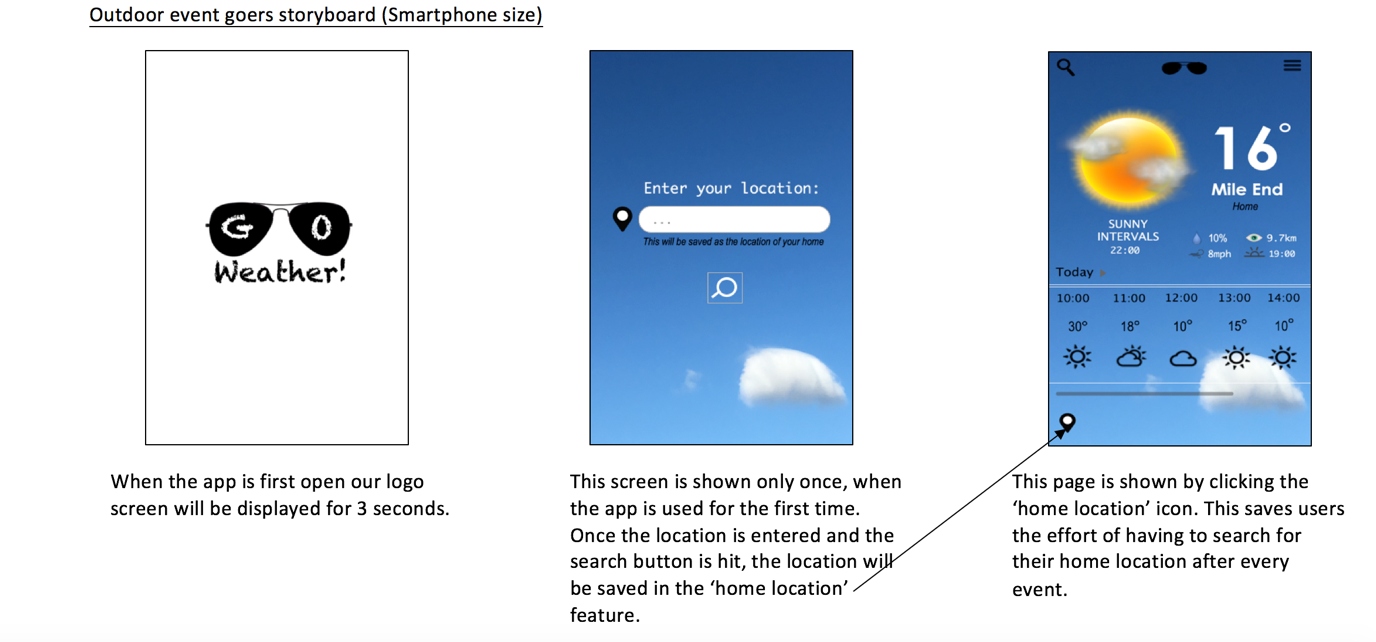 Outdoor event goers storyboard (Smartphone size)
G O
Weather!
When the app is first open our logo
screen will be displayed for 3 seconds.
Enter your location:
...
This will be saved as the location of your home
This screen is shown only once, when
the app is used for the first time.
Once the location is entered and the
search button is hit, the location will
be saved in the ‘home location’
feature.
16°
Mile End
Home
SUNNY
INTERVALS
22:00
10% 9.7km
8mph 19:00
Today
10:00 11:00 12:00 13:00 14:00
30° 18° 10° 15° 10°
This page is shown by clicking the
‘home location’ icon. This saves users
the effort of having to search for
their home location after every
event.